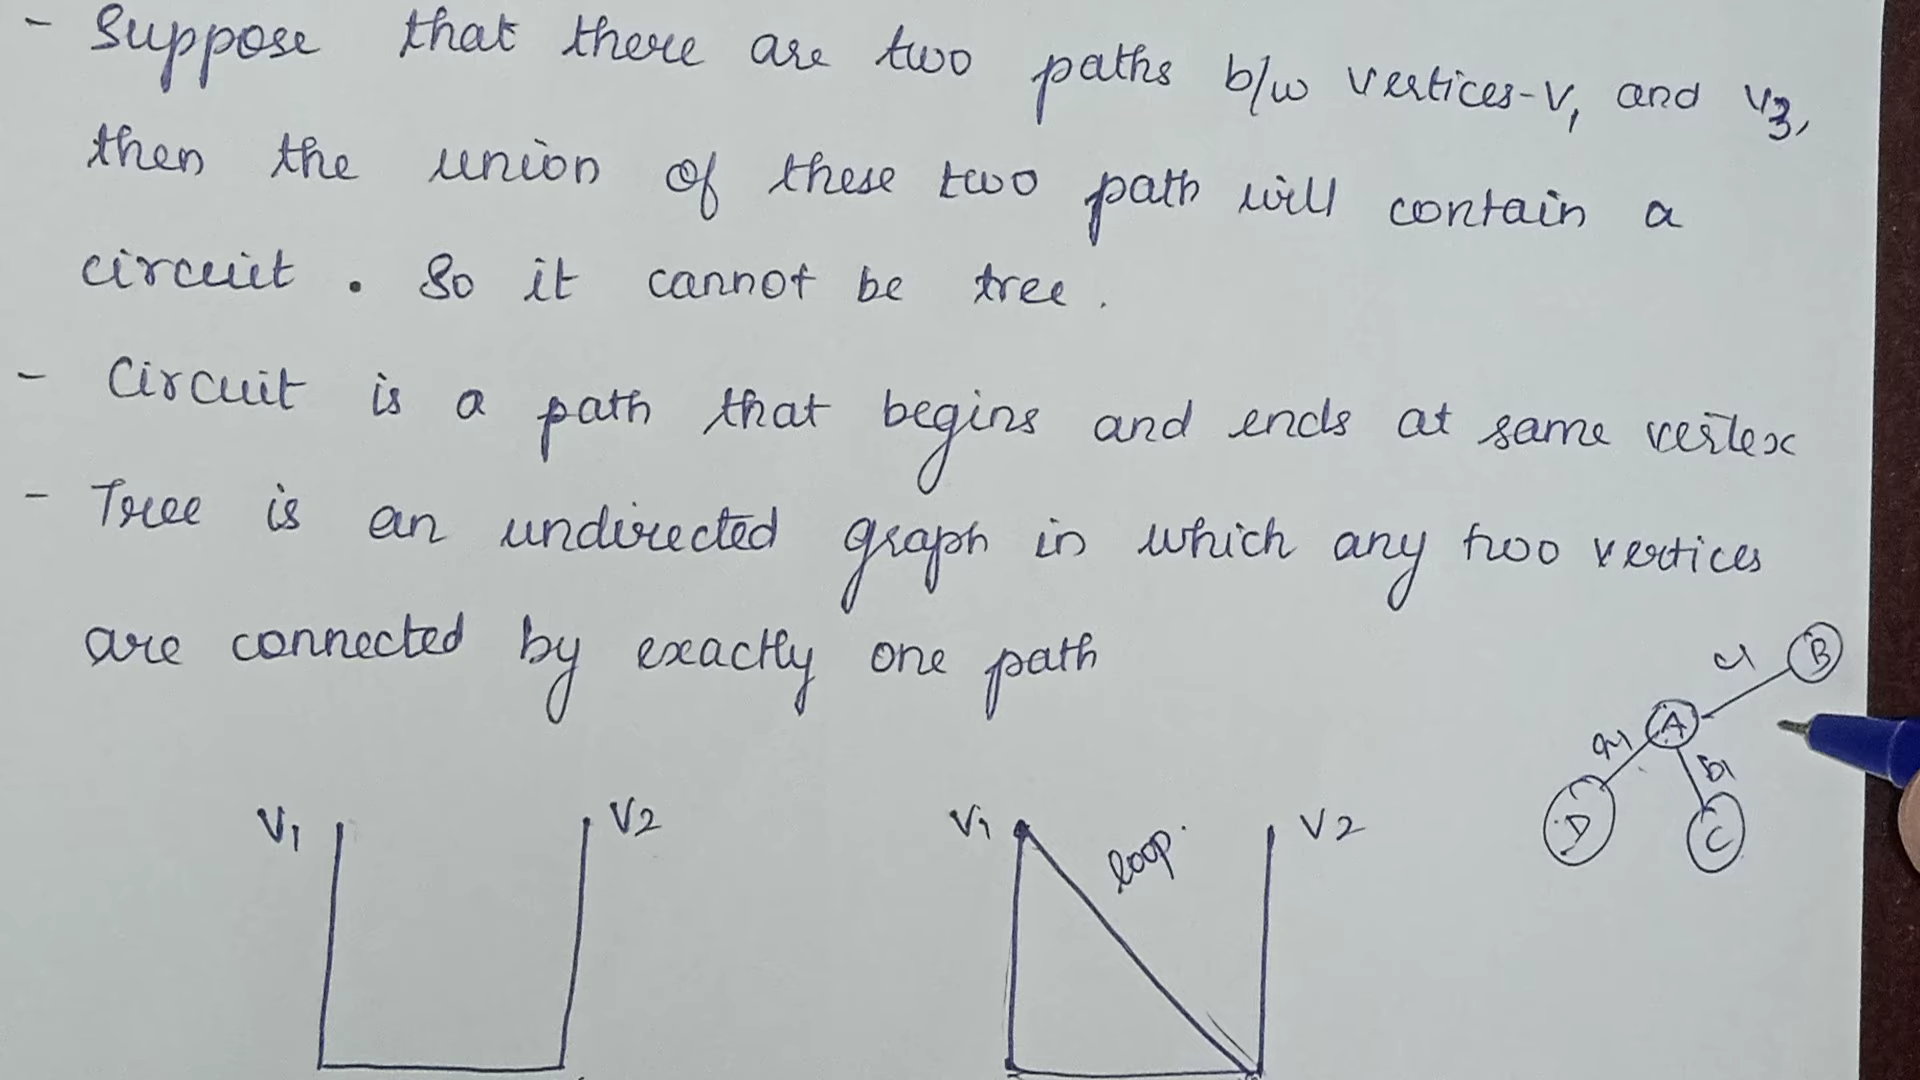 - Suppose that there are two paths b/w vertices-V1 and V3,
then the union of these two path will contain a
circuit. So it cannot be tree.
- Circuit is a path that begins and ends at same vertex
- Tree is an undirected graph in which any two vertices
are connected by exactly one path
B
A
D
C
V1
V2
V1
loop
V2